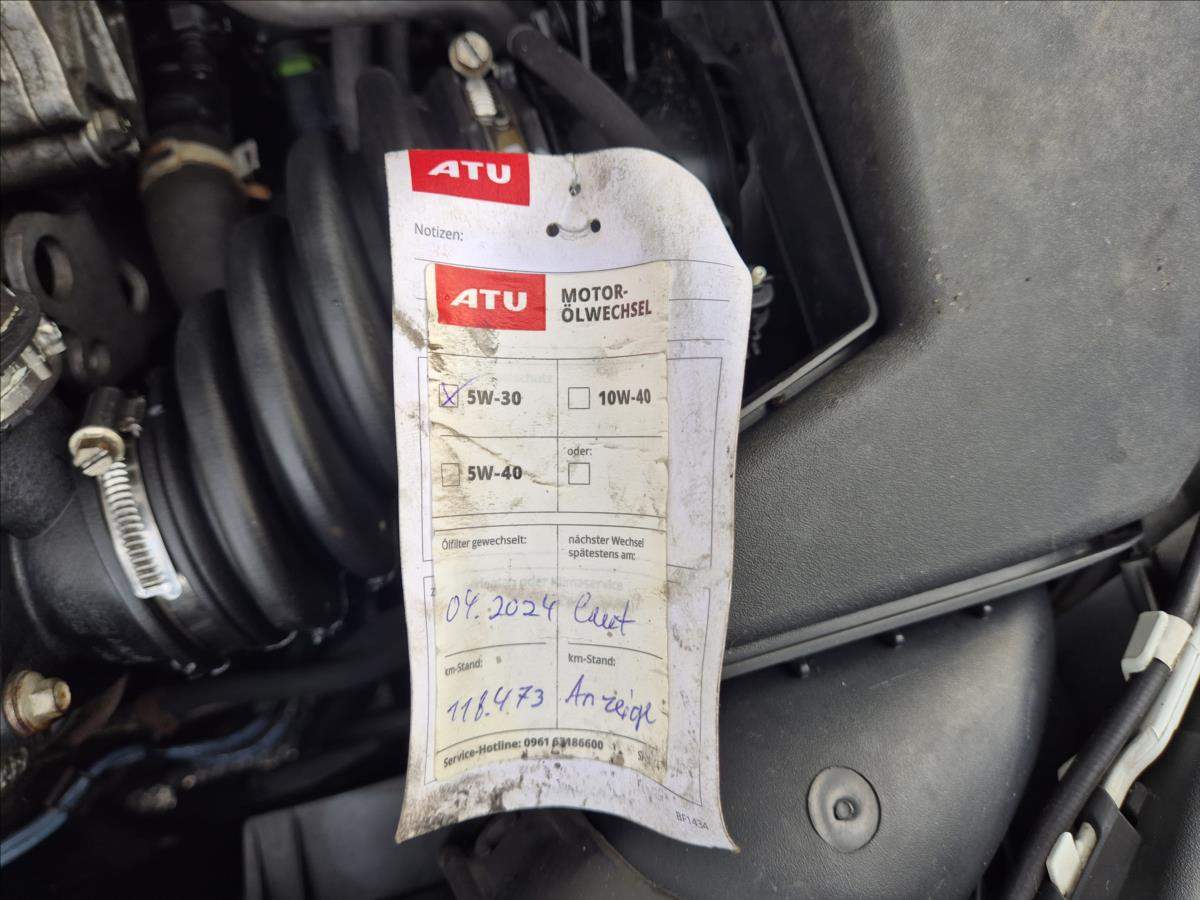 ATU
Notizen:
ATU
MOTOR-
ÖLWECHSEL
5W-30
10W-40
5W-40
oder:
Ölfilter gewechselt:
nächster Wechsel
spätestens am:
04.2024
Laut
km-Stand:
km-Stand:
118.473
Anzeige
Service-Hotline: 0961 63186600
BF1434